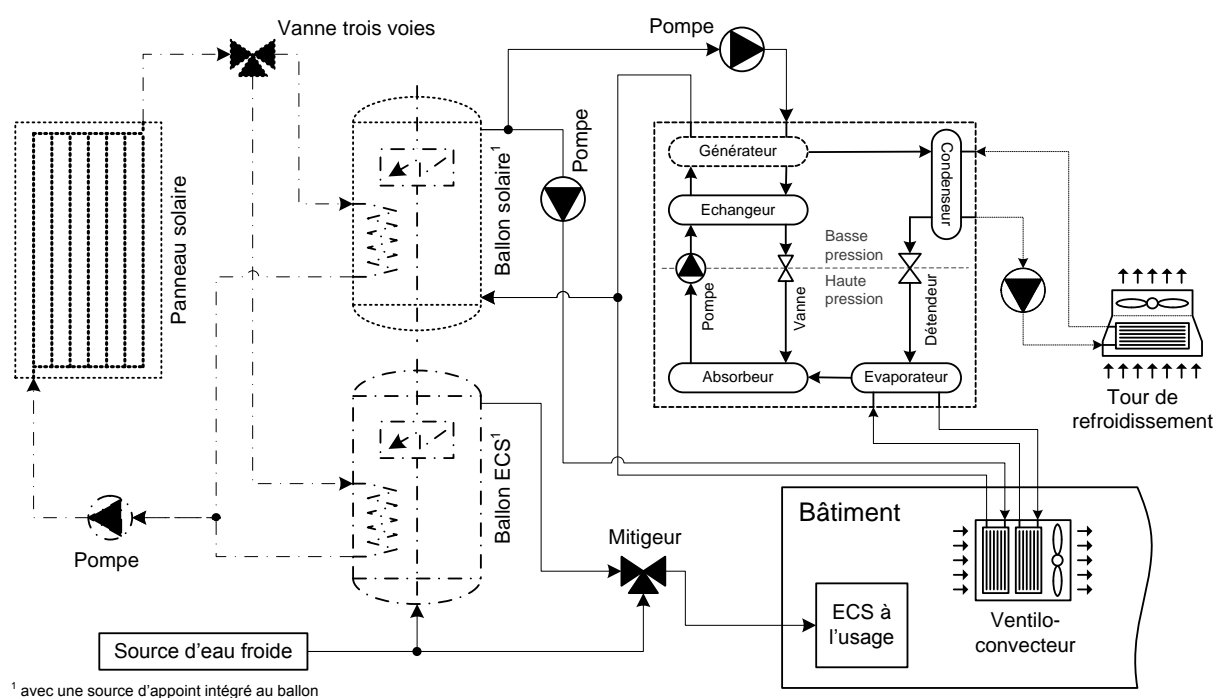 Vanne trois voies
Pompe
Panneau solaire
Ballon solaire¹
Pompe
Générateur
Condenseur
Echangeur
Basse
pression
Haute
pression
Pompe
Vanne
Détendeur
Absorbeur
Evaporateur
Tour de
refroidissement
Ballon ECS¹
Pompe
Mitigeur
Bâtiment
ECS à
l'usage
Ventilo-
convecteur
Source d'eau froide
¹ avec une source d'appoint intégré au ballon